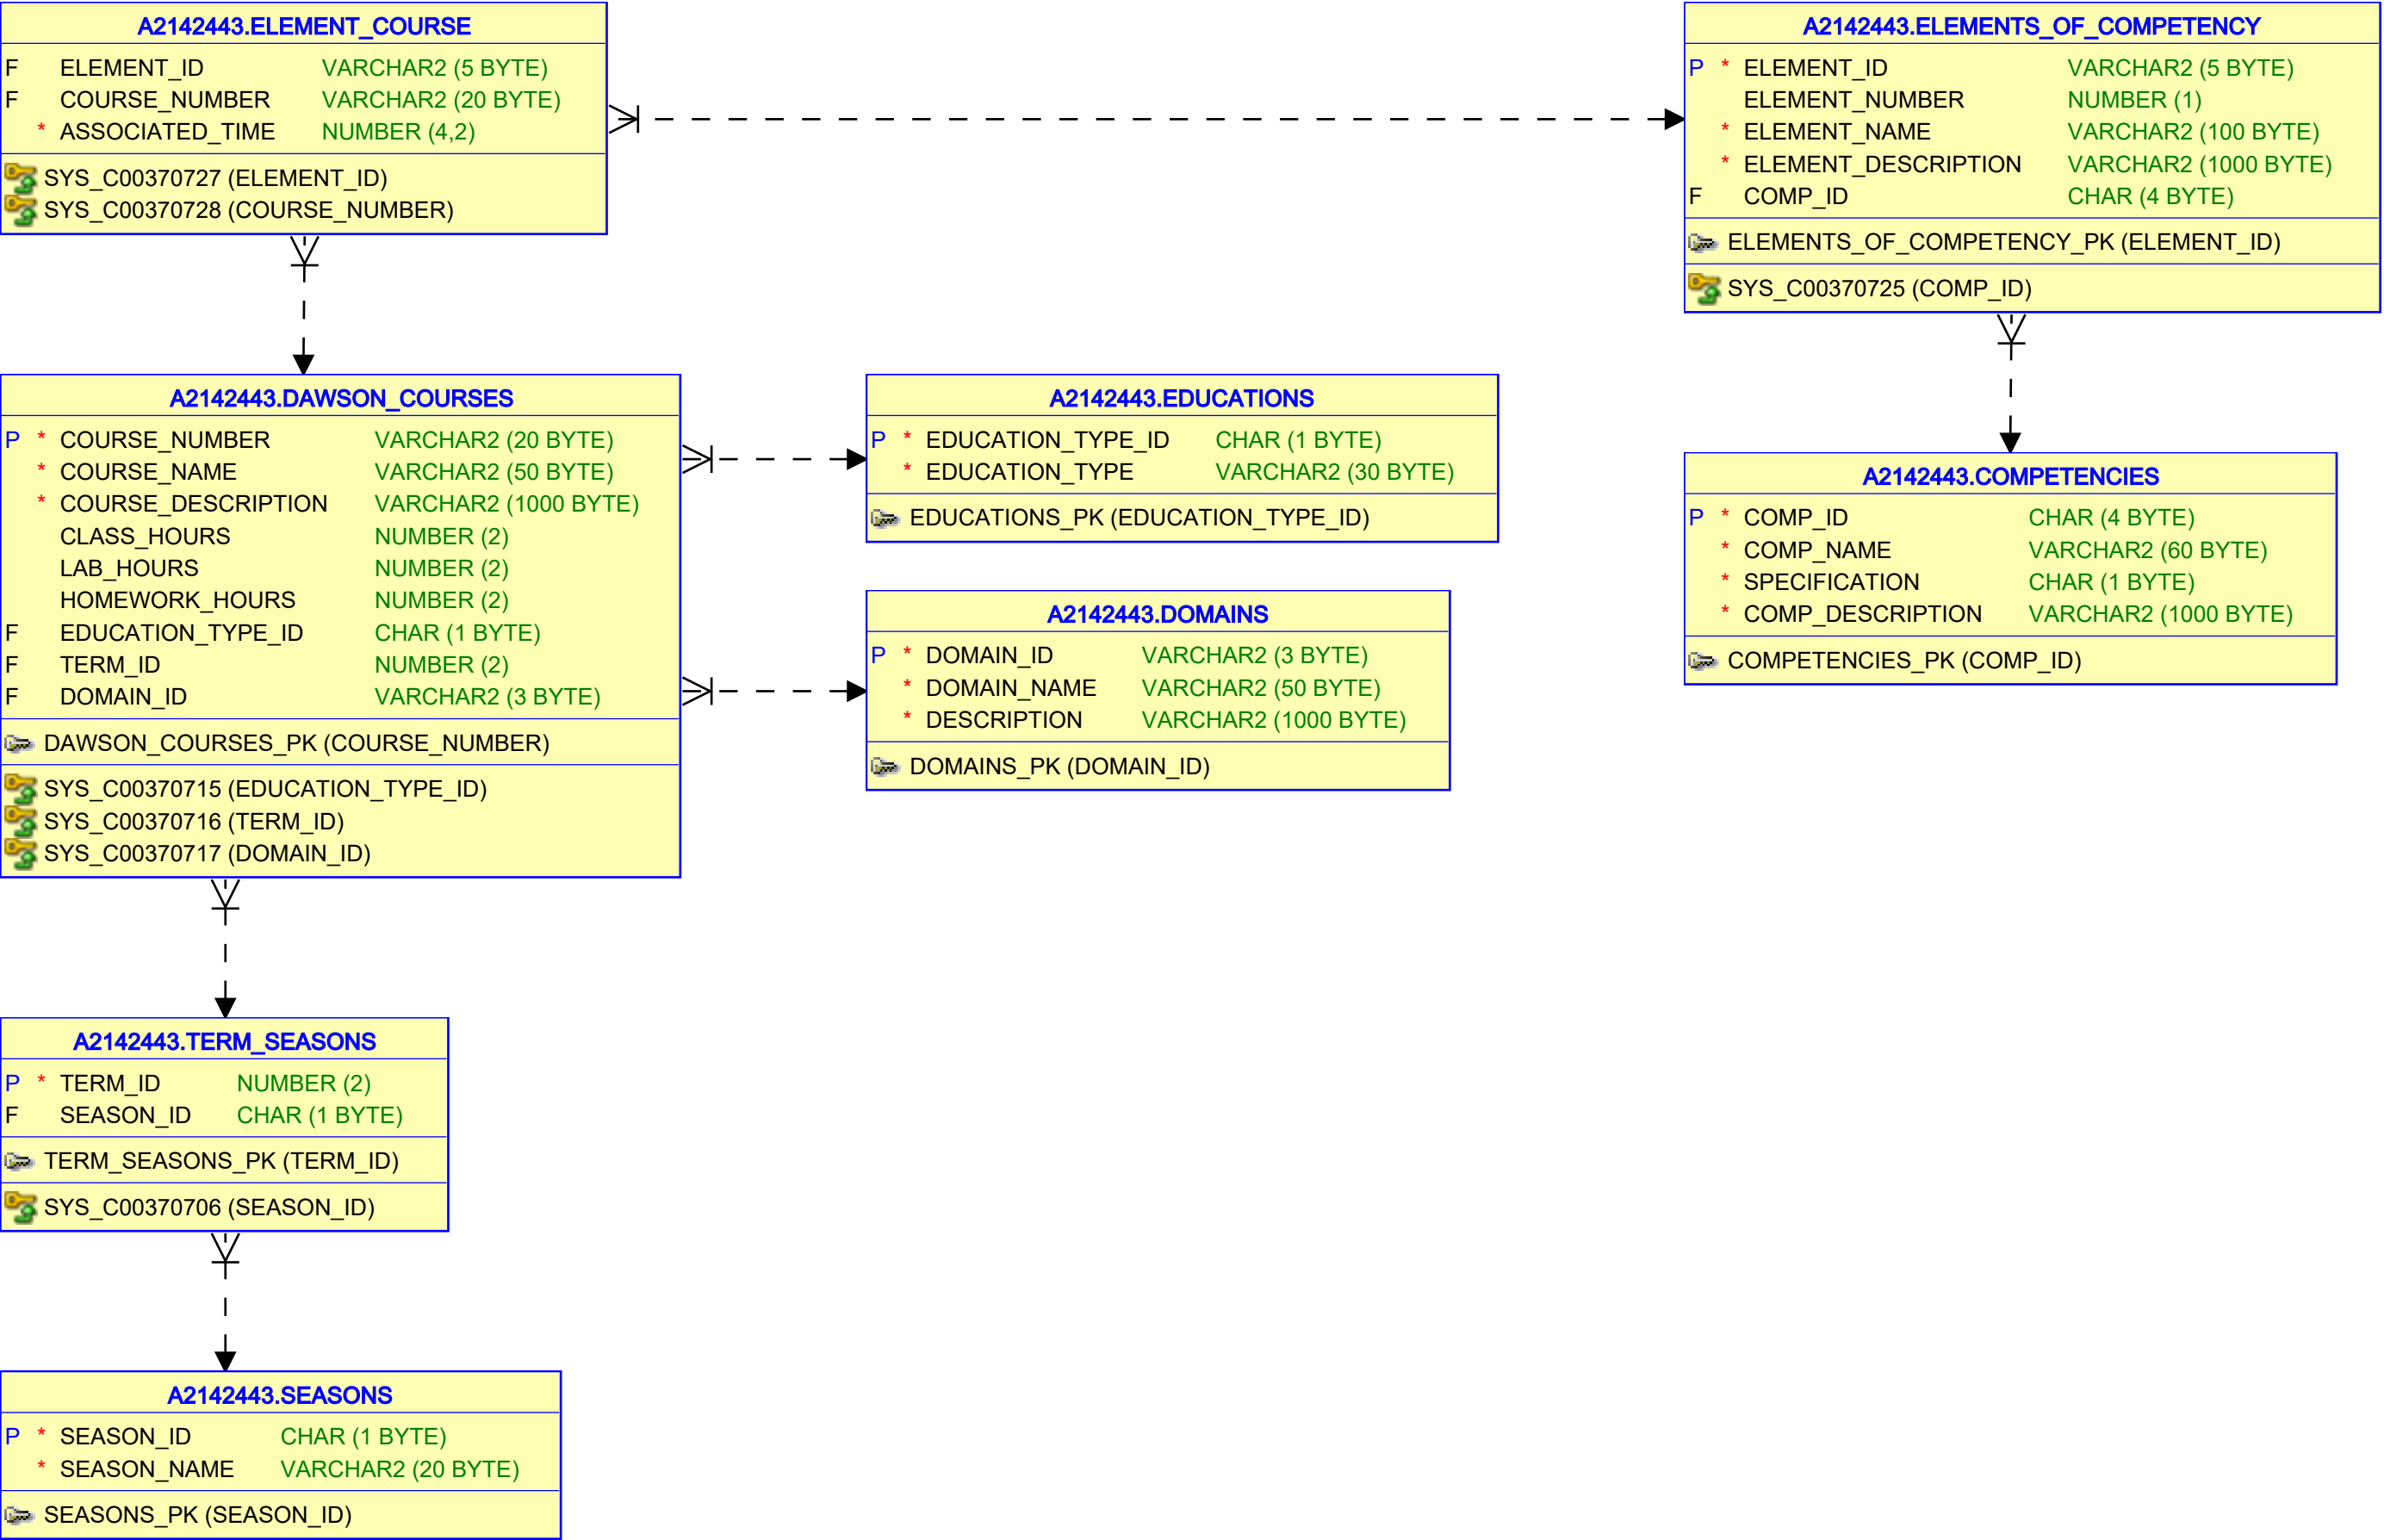 A2142443.ELEMENT_COURSE
F ELEMENT_ID VARCHAR2 (5 BYTE)
F COURSE_NUMBER VARCHAR2 (20 BYTE)
* ASSOCIATED_TIME NUMBER (4,2)
SYS_C00370727 (ELEMENT_ID)
SYS_C00370728 (COURSE_NUMBER)
A2142443.ELEMENTS_OF_COMPETENCY
P * ELEMENT_ID VARCHAR2 (5 BYTE)
ELEMENT_NUMBER NUMBER (1)
* ELEMENT_NAME VARCHAR2 (100 BYTE)
* ELEMENT_DESCRIPTION VARCHAR2 (1000 BYTE)
F COMP_ID CHAR (4 BYTE)
ELEMENTS_OF_COMPETENCY_PK (ELEMENT_ID)
SYS_C00370725 (COMP_ID)
A2142443.DAWSON_COURSES
P * COURSE_NUMBER VARCHAR2 (20 BYTE)
* COURSE_NAME VARCHAR2 (50 BYTE)
* COURSE_DESCRIPTION VARCHAR2 (1000 BYTE)
CLASS_HOURS NUMBER (2)
LAB_HOURS NUMBER (2)
HOMEWORK_HOURS NUMBER (2)
F EDUCATION_TYPE_ID CHAR (1 BYTE)
F TERM_ID NUMBER (2)
F DOMAIN_ID VARCHAR2 (3 BYTE)
DAWSON_COURSES_PK (COURSE_NUMBER)
SYS_C00370715 (EDUCATION_TYPE_ID)
SYS_C00370716 (TERM_ID)
SYS_C00370717 (DOMAIN_ID)
A2142443.EDUCATIONS
P * EDUCATION_TYPE_ID CHAR (1 BYTE)
* EDUCATION_TYPE VARCHAR2 (30 BYTE)
EDUCATIONS_PK (EDUCATION_TYPE_ID)
A2142443.DOMAINS
P * DOMAIN_ID VARCHAR2 (3 BYTE)
* DOMAIN_NAME VARCHAR2 (50 BYTE)
* DESCRIPTION VARCHAR2 (1000 BYTE)
DOMAINS_PK (DOMAIN_ID)
A2142443.COMPETENCIES
P * COMP_ID CHAR (4 BYTE)
* COMP_NAME VARCHAR2 (60 BYTE)
* SPECIFICATION CHAR (1 BYTE)
* COMP_DESCRIPTION VARCHAR2 (1000 BYTE)
COMPETENCIES_PK (COMP_ID)
A2142443.TERM_SEASONS
P * TERM_ID NUMBER (2)
F SEASON_ID CHAR (1 BYTE)
TERM_SEASONS_PK (TERM_ID)
SYS_C00370706 (SEASON_ID)
A2142443.SEASONS
P * SEASON_ID CHAR (1 BYTE)
* SEASON_NAME VARCHAR2 (20 BYTE)
SEASONS_PK (SEASON_ID)